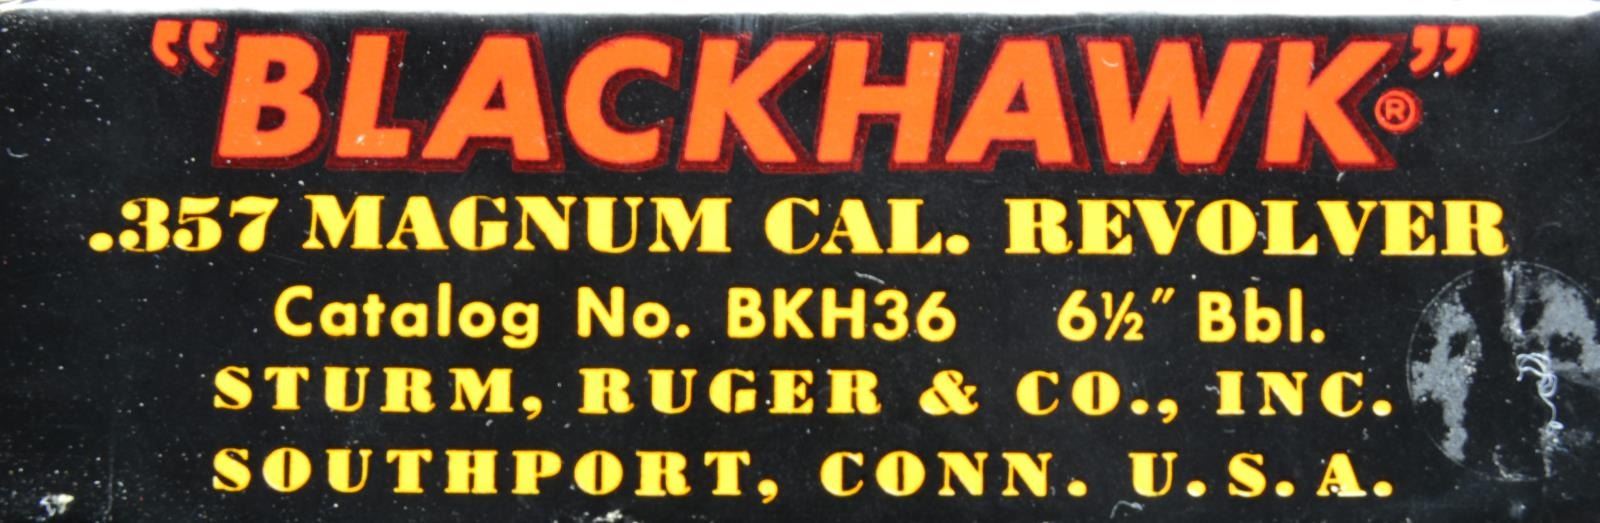 “BLACKHAWK”®
.357 MAGNUM CAL. REVOLVER
Catalog No. BKH36 6½″ Bbl.
STURM, RUGER & CO., INC.
SOUTHPORT, CONN. U.S.A.